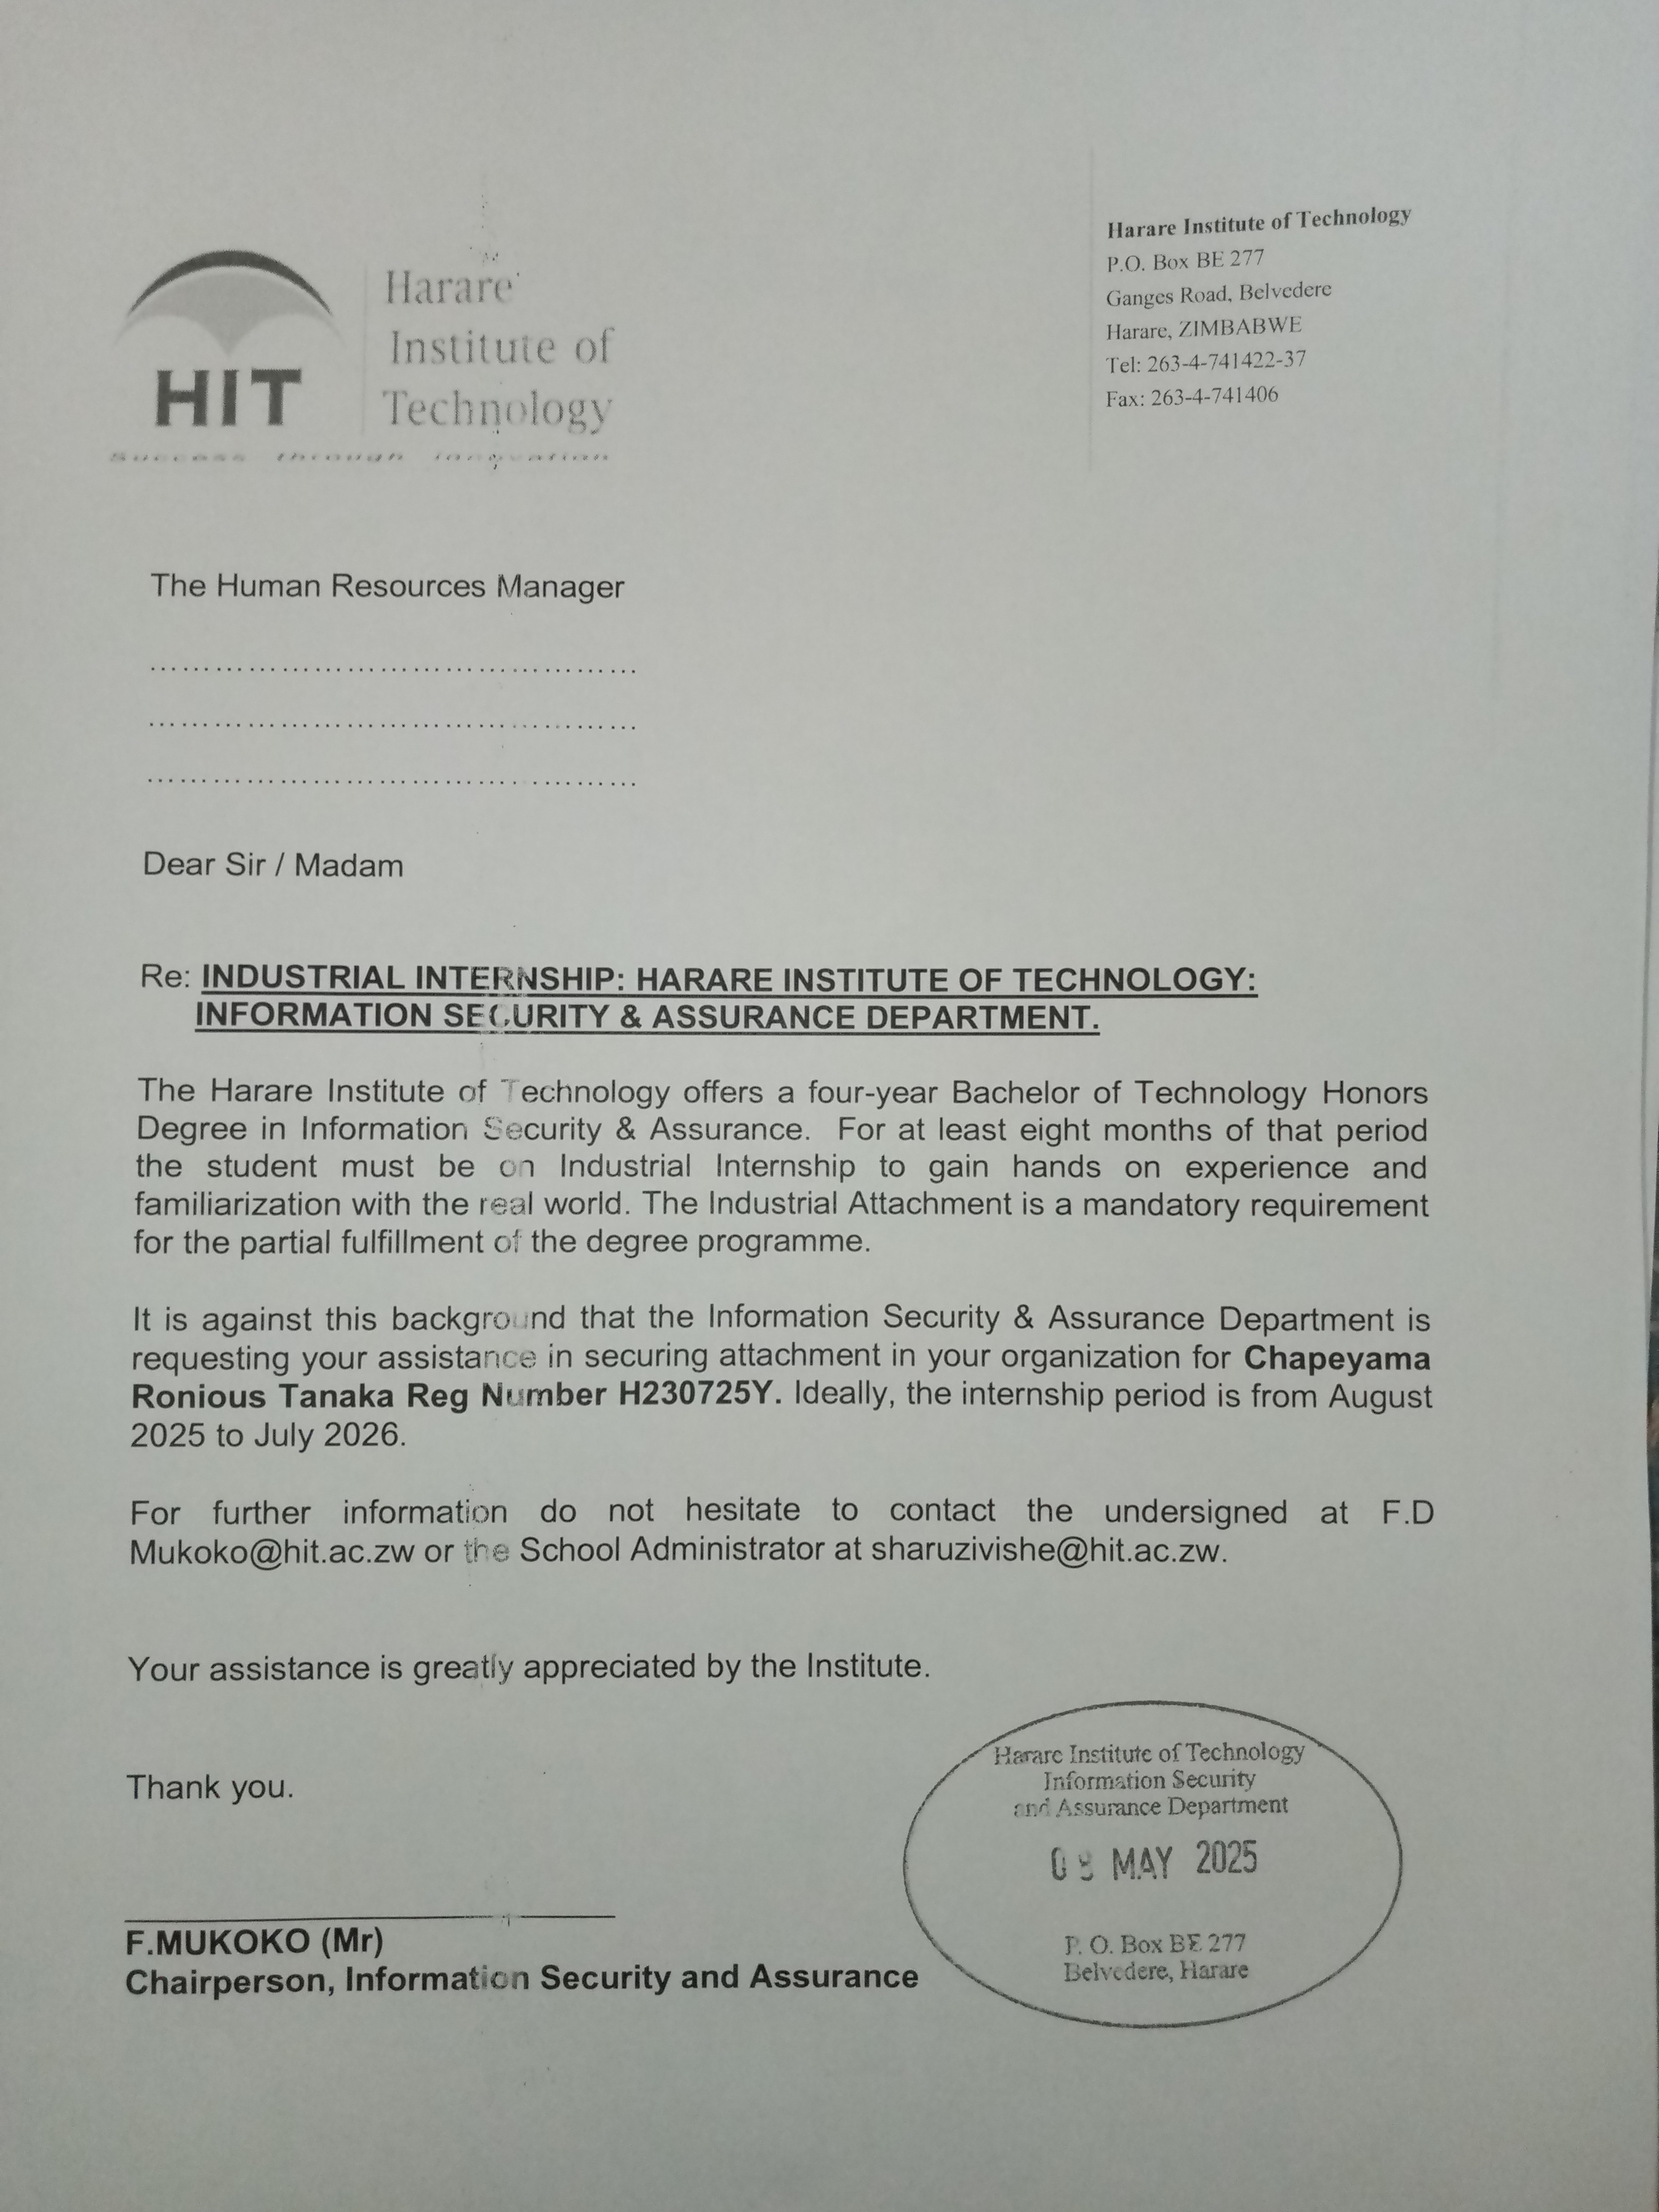 Harare Institute of Technology
P.O. Box BE 277
Ganges Road, Belvedere
Harare, ZIMBABWE
Tel: 263-4-741422-37
Fax: 263-4-741406
HIT
Harare
Institute of
Technology
Success through innovation
The Human Resources Manager
..................................................
..................................................
..................................................
Dear Sir / Madam
Re: INDUSTRIAL INTERNSHIP: HARARE INSTITUTE OF TECHNOLOGY:
INFORMATION SECURITY & ASSURANCE DEPARTMENT.
The Harare Institute of Technology offers a four-year Bachelor of Technology Honors
Degree in Information Security & Assurance. For at least eight months of that period
the student must be on Industrial Internship to gain hands on experience and
familiarization with the real world. The Industrial Attachment is a mandatory requirement
for the partial fulfillment of the degree programme.
It is against this background that the Information Security & Assurance Department is
requesting your assistance in securing attachment in your organization for Chapeyama
Ronious Tanaka Reg Number H230725Y. Ideally, the internship period is from August
2025 to July 2026.
For further information do not hesitate to contact the undersigned at F.D
Mukoko@hit.ac.zw or the School Administrator at sharuzivishe@hit.ac.zw.
Your assistance is greatly appreciated by the Institute.
Thank you.
Harare Institute of Technology
Information Security
and Assurance Department
MAY 2025
P. O. Box BE 277
Belvedere, Harare
F.MUKOKO (Mr)
Chairperson, Information Security and Assurance